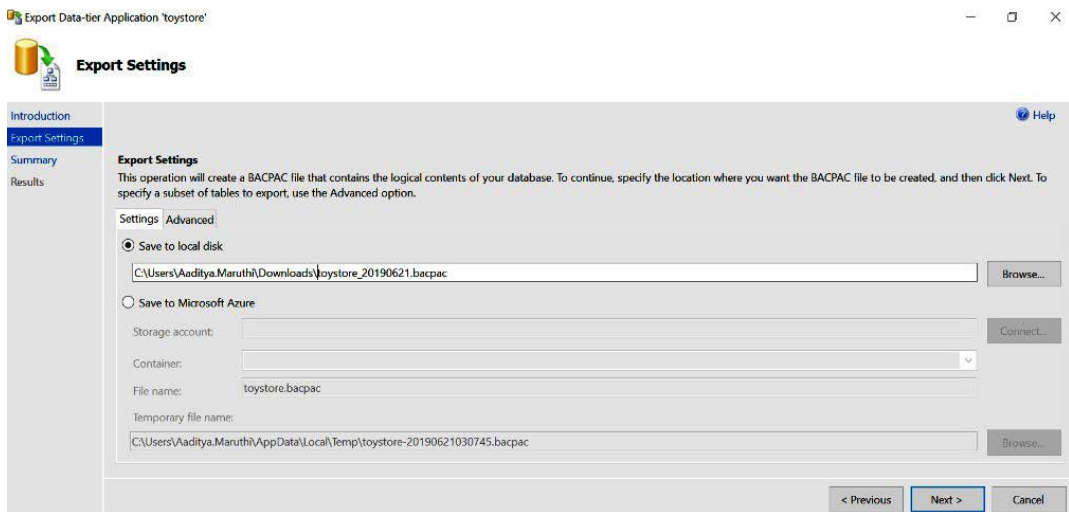 Export Data-tier Application 'toystore'
Export Settings
Introduction
Help
Export Settings
Summary
Results
Export Settings
This operation will create a BACPAC file that contains the logical contents of your database. To continue, specify the location where you want the BACPAC file to be created, and then click Next. To
specify a subset of tables to export, use the Advanced option.
Settings Advanced
Save to local disk
C:\Users\Aaditya.Maruthi\Downloads\toystore_20190621.bacpac
Browse...
Save to Microsoft Azure
Storage account:
Connect...
Container:
File name:
toystore.bacpac
Temporary file name:
C:\Users\Aaditya.Maruthi\AppData\Local\Temp\toystore-20190621030745.bacpac
Browse...
< Previous
Next >
Cancel